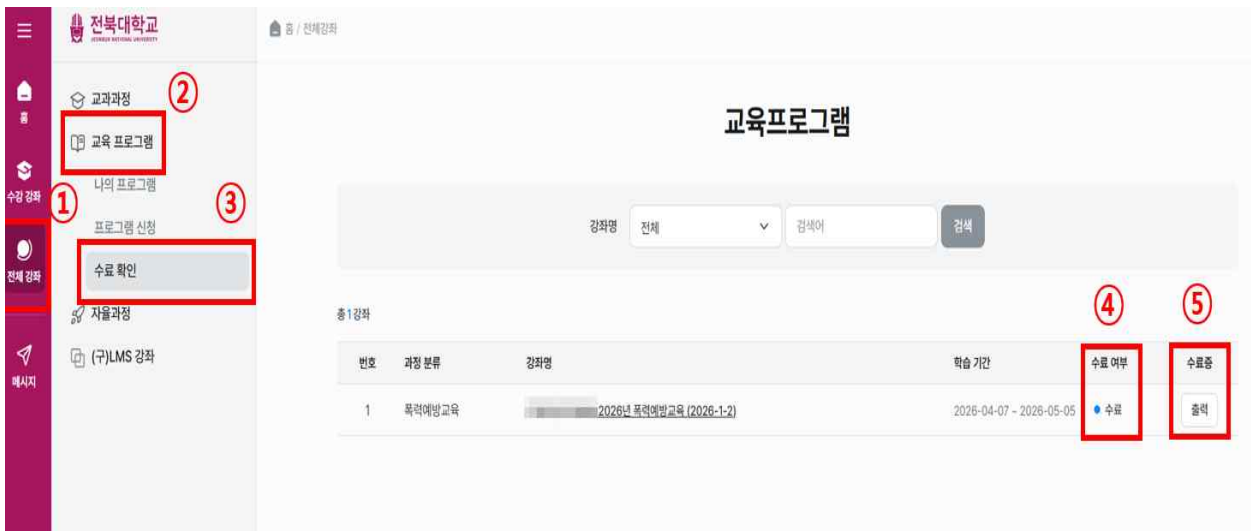 전북대학교
JEONBUK NATIONAL UNIVERSITY
홈 / 전체강좌
홈
수강 강좌
①
전체 강좌
메시지
교과과정
②
교육 프로그램
나의 프로그램
③
프로그램 신청
수료 확인
자율과정
(구)LMS 강좌
교육프로그램
강좌명 전체 검색어 검색
총1강좌
④ ⑤
번호 과정 분류 강좌명 학습 기간 수료 여부 수료증
1 폭력예방교육 2026년 폭력예방교육 (2026-1-2) 2026-04-07 ~ 2026-05-05 수료 출력